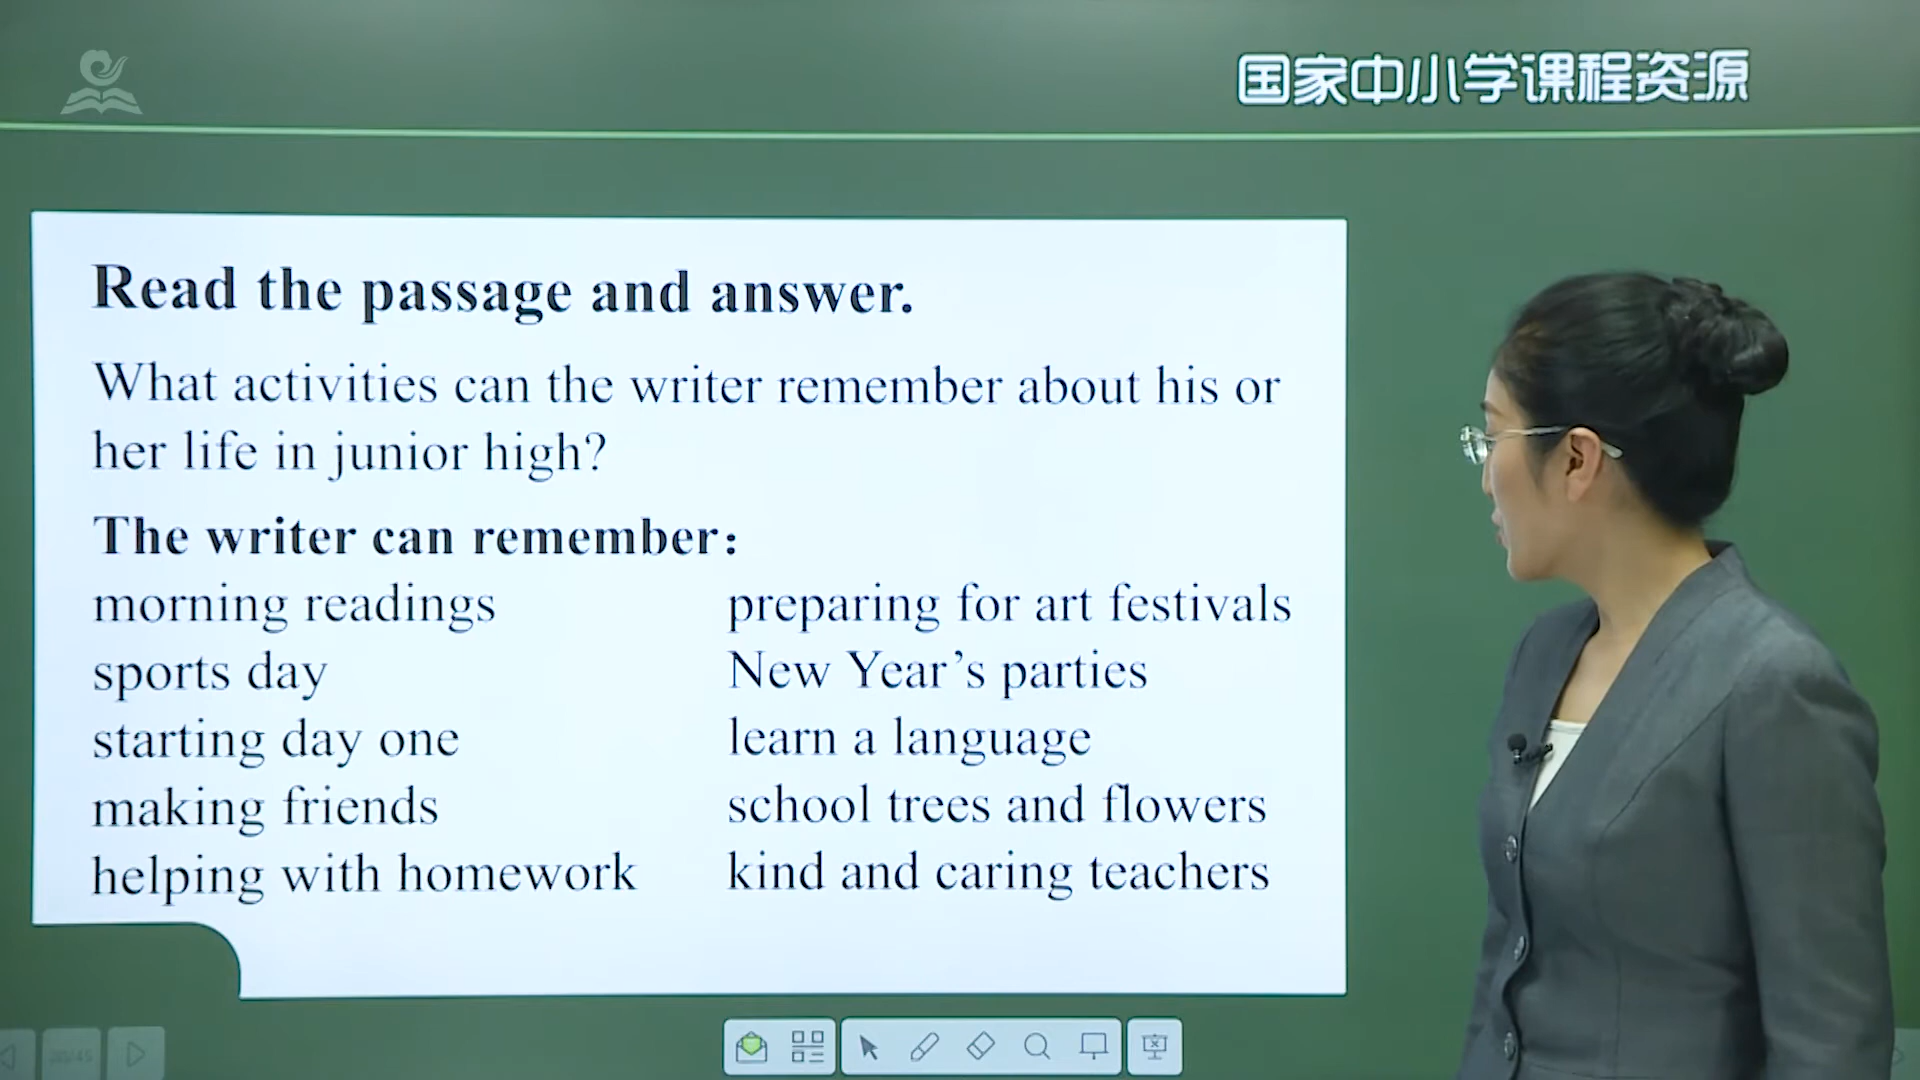 国家中小学课程资源
Read the passage and answer.
What activities can the writer remember about his or
her life in junior high?
The writer can remember:
morning readings
sports day
starting day one
making friends
helping with homework
preparing for art festivals
New Year's parties
learn a language
school trees and flowers
kind and caring teachers